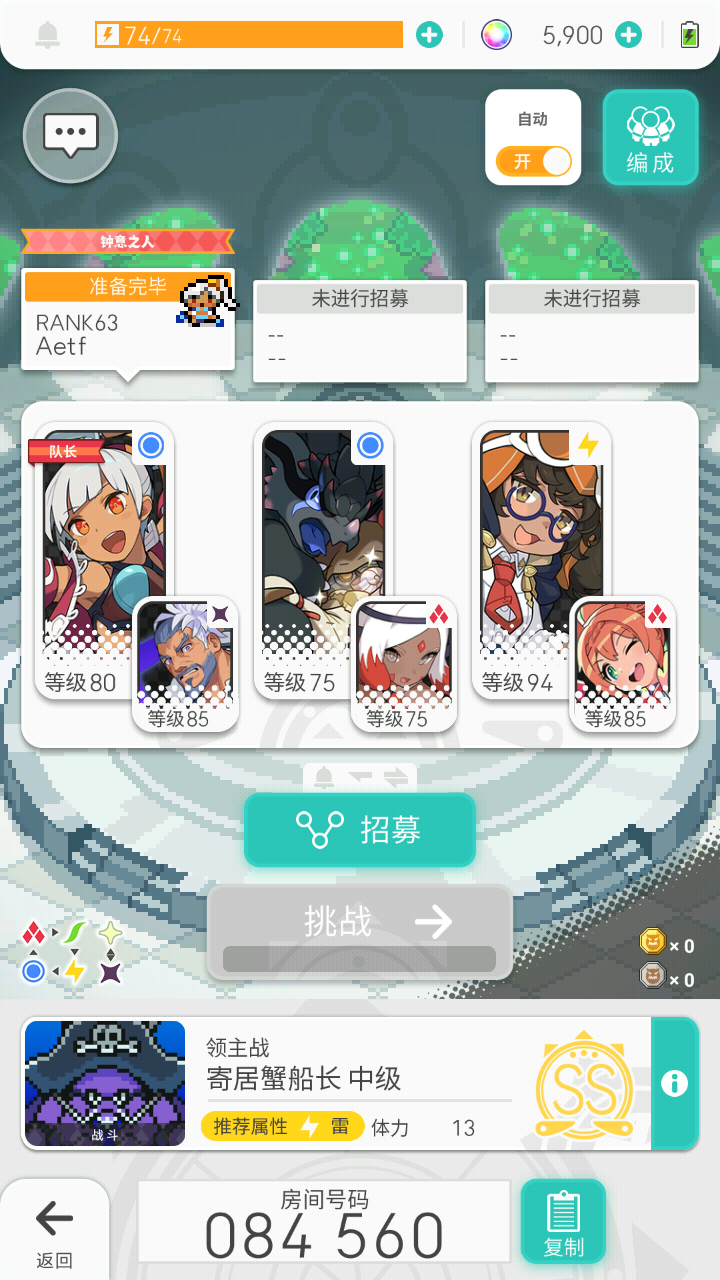 74/74
5,900
自动
开
编成
钟意之人
准备完毕
RANK63
Aetf
未进行招募
--
--
未进行招募
--
--
队长
等级80
等级85
等级75
等级75
等级94
等级85
招募
挑战
×0
×0
战斗
领主战
寄居蟹船长 中级
推荐属性 雷 体力 13
SS
返回
房间号码
084 560
复制